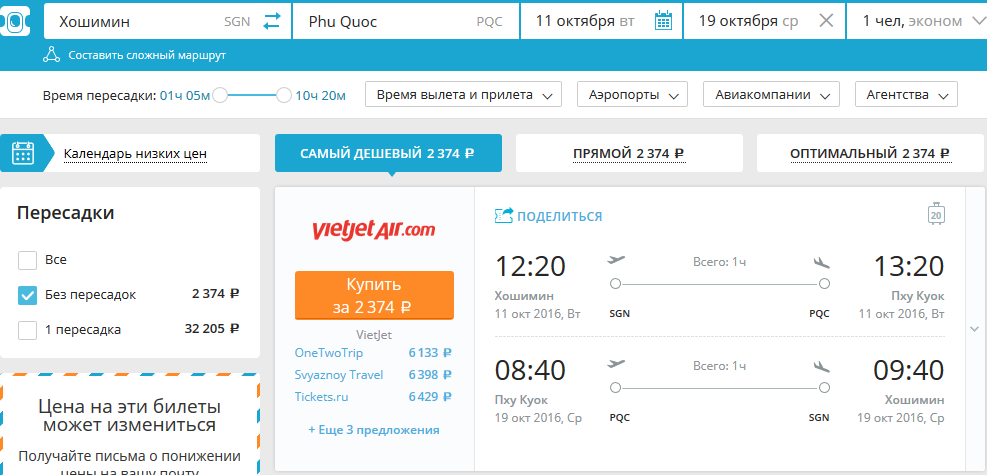 Хошимин SGN Phu Quoc PQC 11 октября вт 19 октября ср 1 чел, эконом
Составить сложный маршрут
Время пересадки: 01ч 05м 10ч 20м Время вылета и прилета Аэропорты Авиакомпании Агентства
Календарь низких цен
САМЫЙ ДЕШЕВЫЙ 2 374 ₽ ПРЯМОЙ 2 374 ₽ ОПТИМАЛЬНЫЙ 2 374 ₽
Пересадки
Все
Без пересадок 2 374 ₽
1 пересадка 32 205 ₽
Цена на эти билеты
может измениться
Получайте письма о понижении
цены на вашу почту
vietjetAir.com
Купить
за 2 374 ₽
VietJet
OneTwoTrip 6 133 ₽
Svyaznoy Travel 6 398 ₽
Tickets.ru 6 429 ₽
+ Еще 3 предложения
ПОДЕЛИТЬСЯ
20
12:20 Всего: 1ч 13:20
Хошимин Пху Куок
11 окт 2016, Вт SGN PQC 11 окт 2016, Вт
08:40 Всего: 1ч 09:40
Пху Куок Хошимин
19 окт 2016, Ср PQC SGN 19 окт 2016, Ср